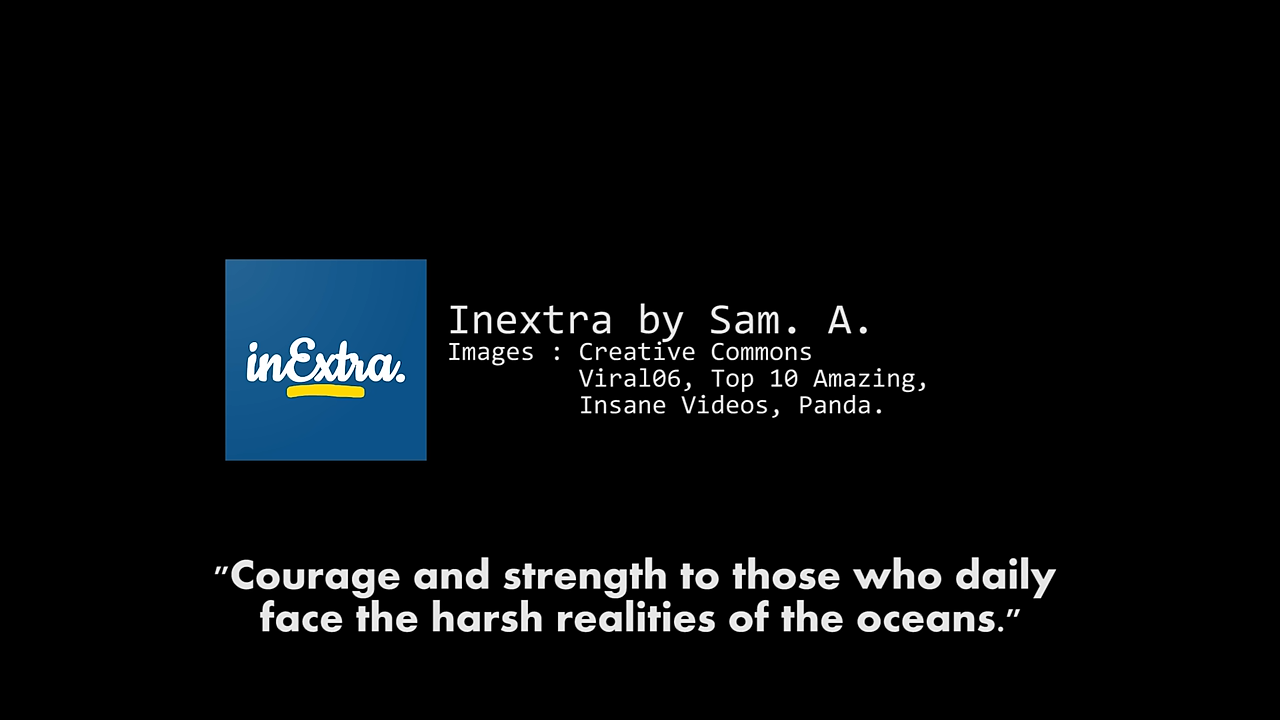 inExtra.
Inextra by Sam. A.
Images : Creative Commons
Viral06, Top 10 Amazing,
Insane Videos, Panda.
"Courage and strength to those who daily
face the harsh realities of the oceans."